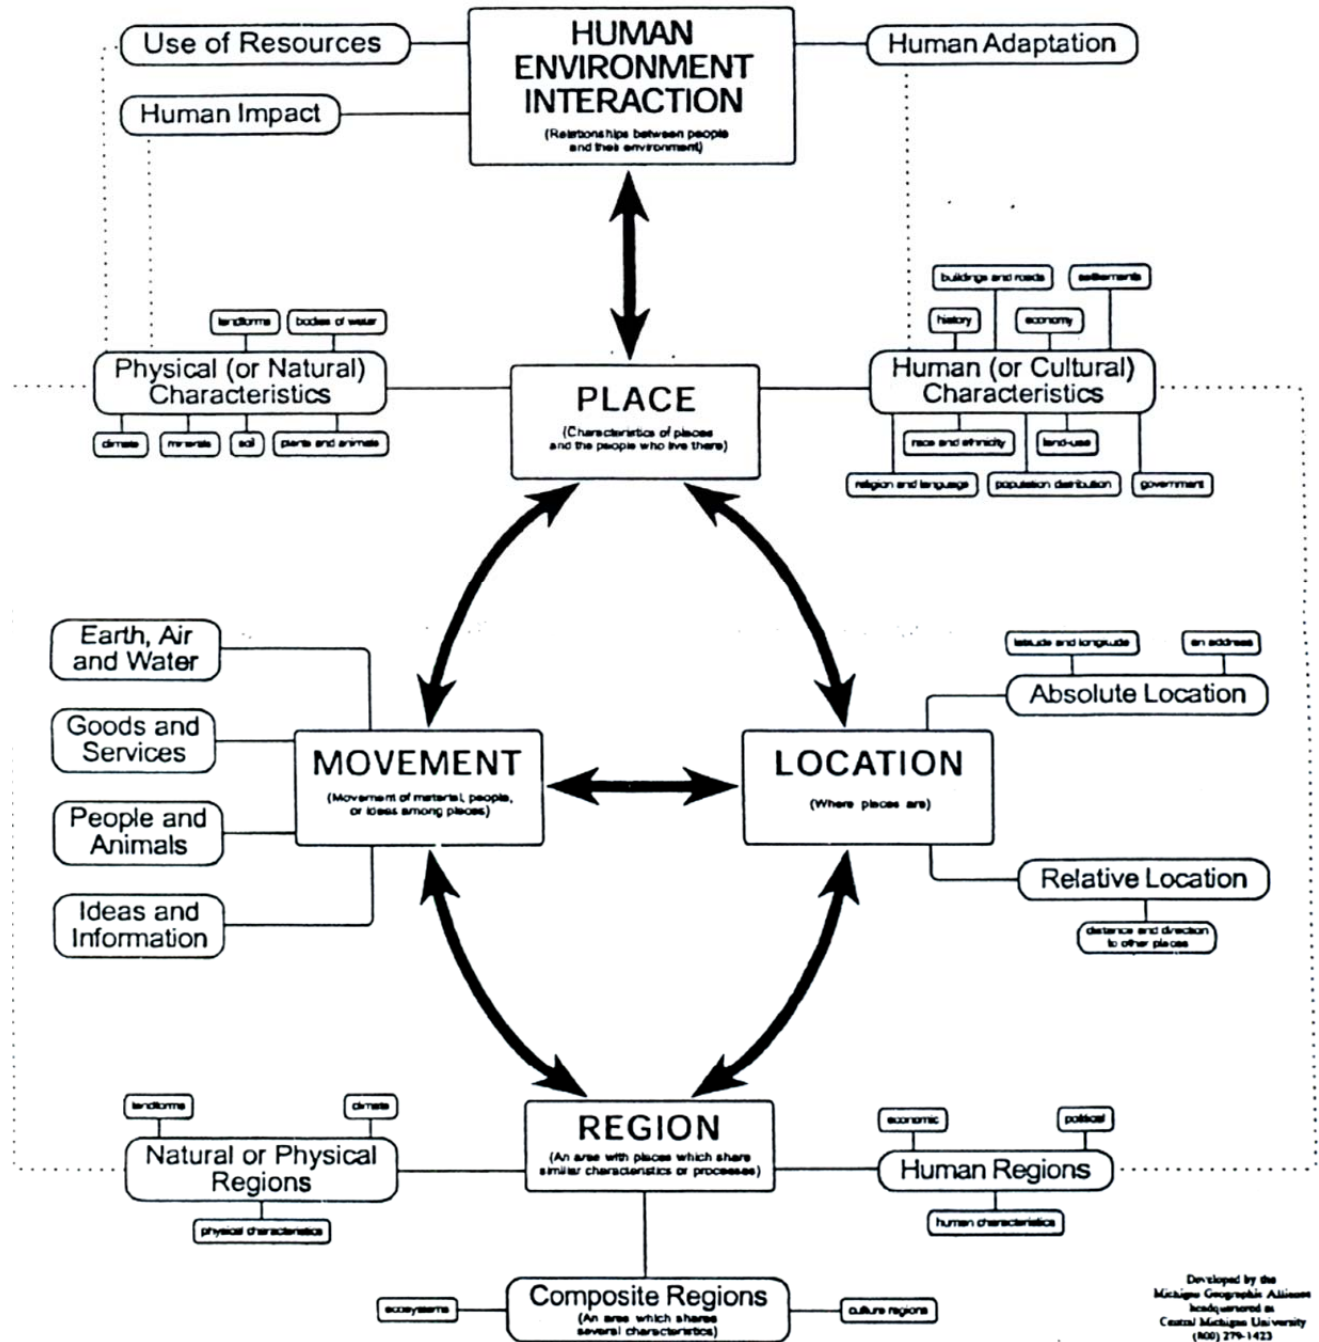 HUMAN
ENVIRONMENT
INTERACTION
(Relationships between people
and their environment)
Use of Resources
Human Adaptation
Human Impact
buildings and roads
settlements
landforms
bodies of water
history
economy
Physical (or Natural)
Characteristics
PLACE
(Characteristics of places
and the people who live there)
Human (or Cultural)
Characteristics
climate
minerals
soil
plants and animals
race and ethnicity
land-use
religion and language
population distribution
government
Earth, Air
and Water
Goods and
Services
People and
Animals
Ideas and
Information
MOVEMENT
(Movement of material, people,
or ideas among places)
LOCATION
(Where places are)
latitude and longitude
an address
Absolute Location
Relative Location
distance and direction
to other places
landforms
climate
Natural or Physical
Regions
physical characteristics
REGION
(An area with places which share
similar characteristics or processes)
economic
political
Human Regions
human characteristics
ecosystems
Composite Regions
(An area which shares
several characteristics)
culture regions
Developed by the
Michigan Geographic Alliance
headquartered at
Central Michigan University
(800) 279-1423